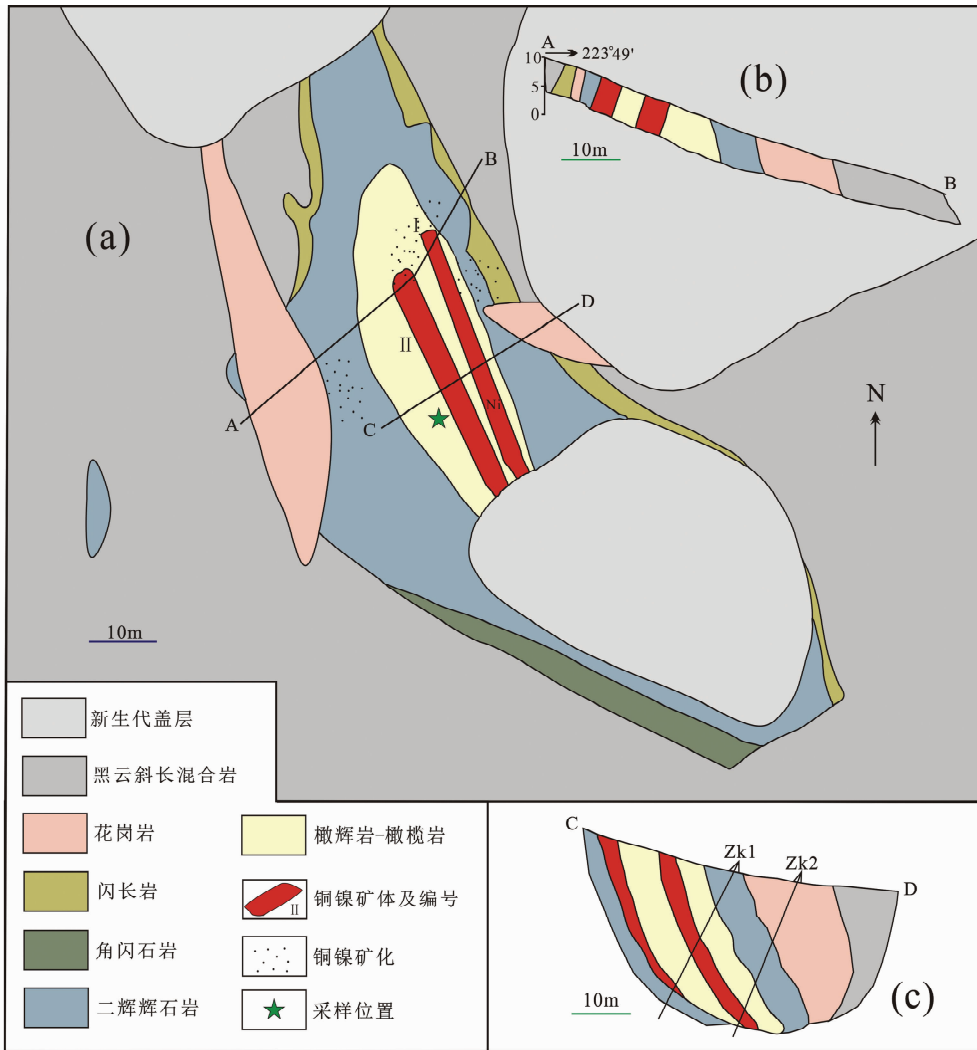 A
223°49'
10
5
0
(b)
10m
B
B
(a)
I
D
II
Ni
A
C
N
10m
新生代盖层
黑云斜长混合岩
花岗岩
橄辉岩-橄榄岩
闪长岩
II
铜镍矿体及编号
角闪石岩
铜镍矿化
二辉辉石岩
采样位置
C
Zk1
Zk2
D
10m
(c)